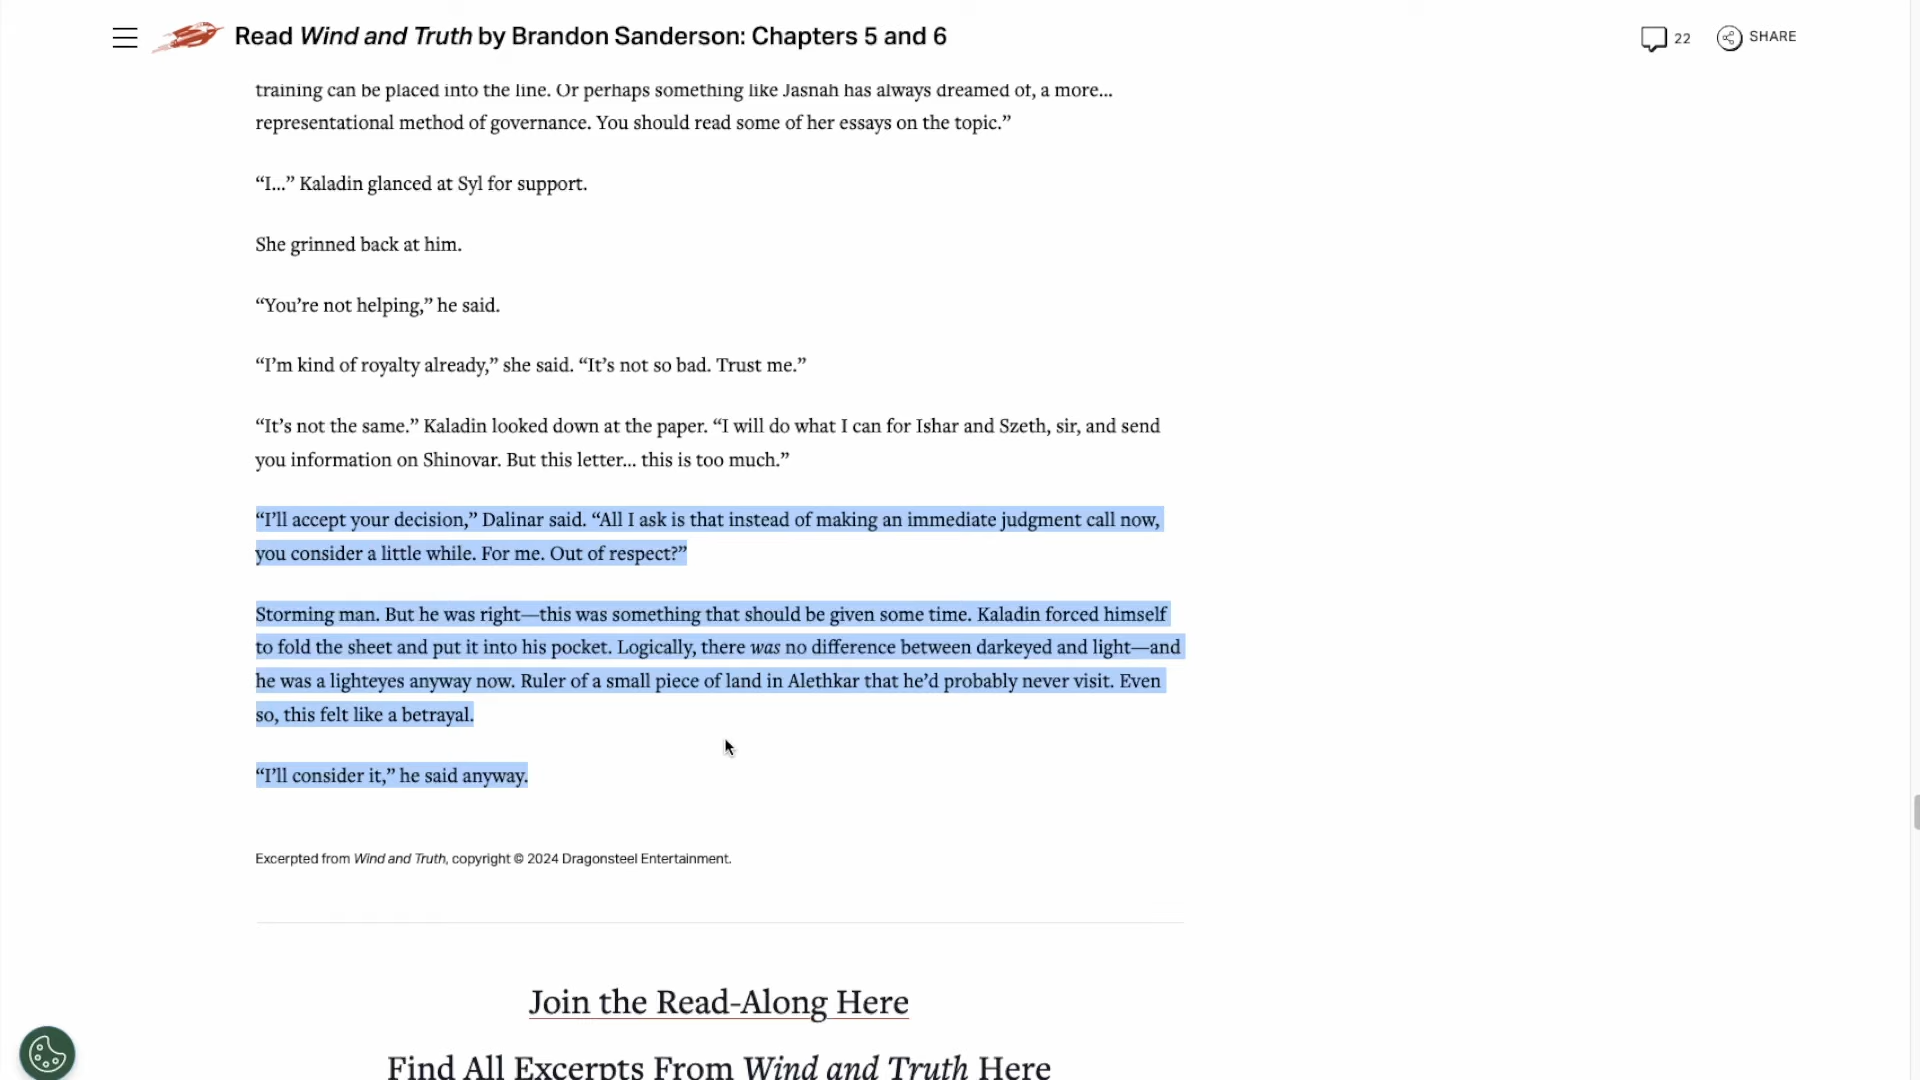 Read Wind and Truth by Brandon Sanderson: Chapters 5 and 6
22
SHARE
training can be placed into the line. Or perhaps something like Jasnah has always dreamed of, a more…
representational method of governance. You should read some of her essays on the topic.”
“I…” Kaladin glanced at Syl for support.
She grinned back at him.
“You’re not helping,” he said.
“I’m kind of royalty already,” she said. “It’s not so bad. Trust me.”
“It’s not the same.” Kaladin looked down at the paper. “I will do what I can for Ishar and Szeth, sir, and send
you information on Shinovar. But this letter… this is too much.”
“I’ll accept your decision,” Dalinar said. “All I ask is that instead of making an immediate judgment call now,
you consider a little while. For me. Out of respect?”
Storming man. But he was right—this was something that should be given some time. Kaladin forced himself
to fold the sheet and put it into his pocket. Logically, there was no difference between darkeyed and light—and
he was a lighteyes anyway now. Ruler of a small piece of land in Alethkar that he’d probably never visit. Even
so, this felt like a betrayal.
“I’ll consider it,” he said anyway.
Excerpted from Wind and Truth, copyright © 2024 Dragonsteel Entertainment.
Join the Read-Along Here
Find All Excerpts From Wind and Truth Here